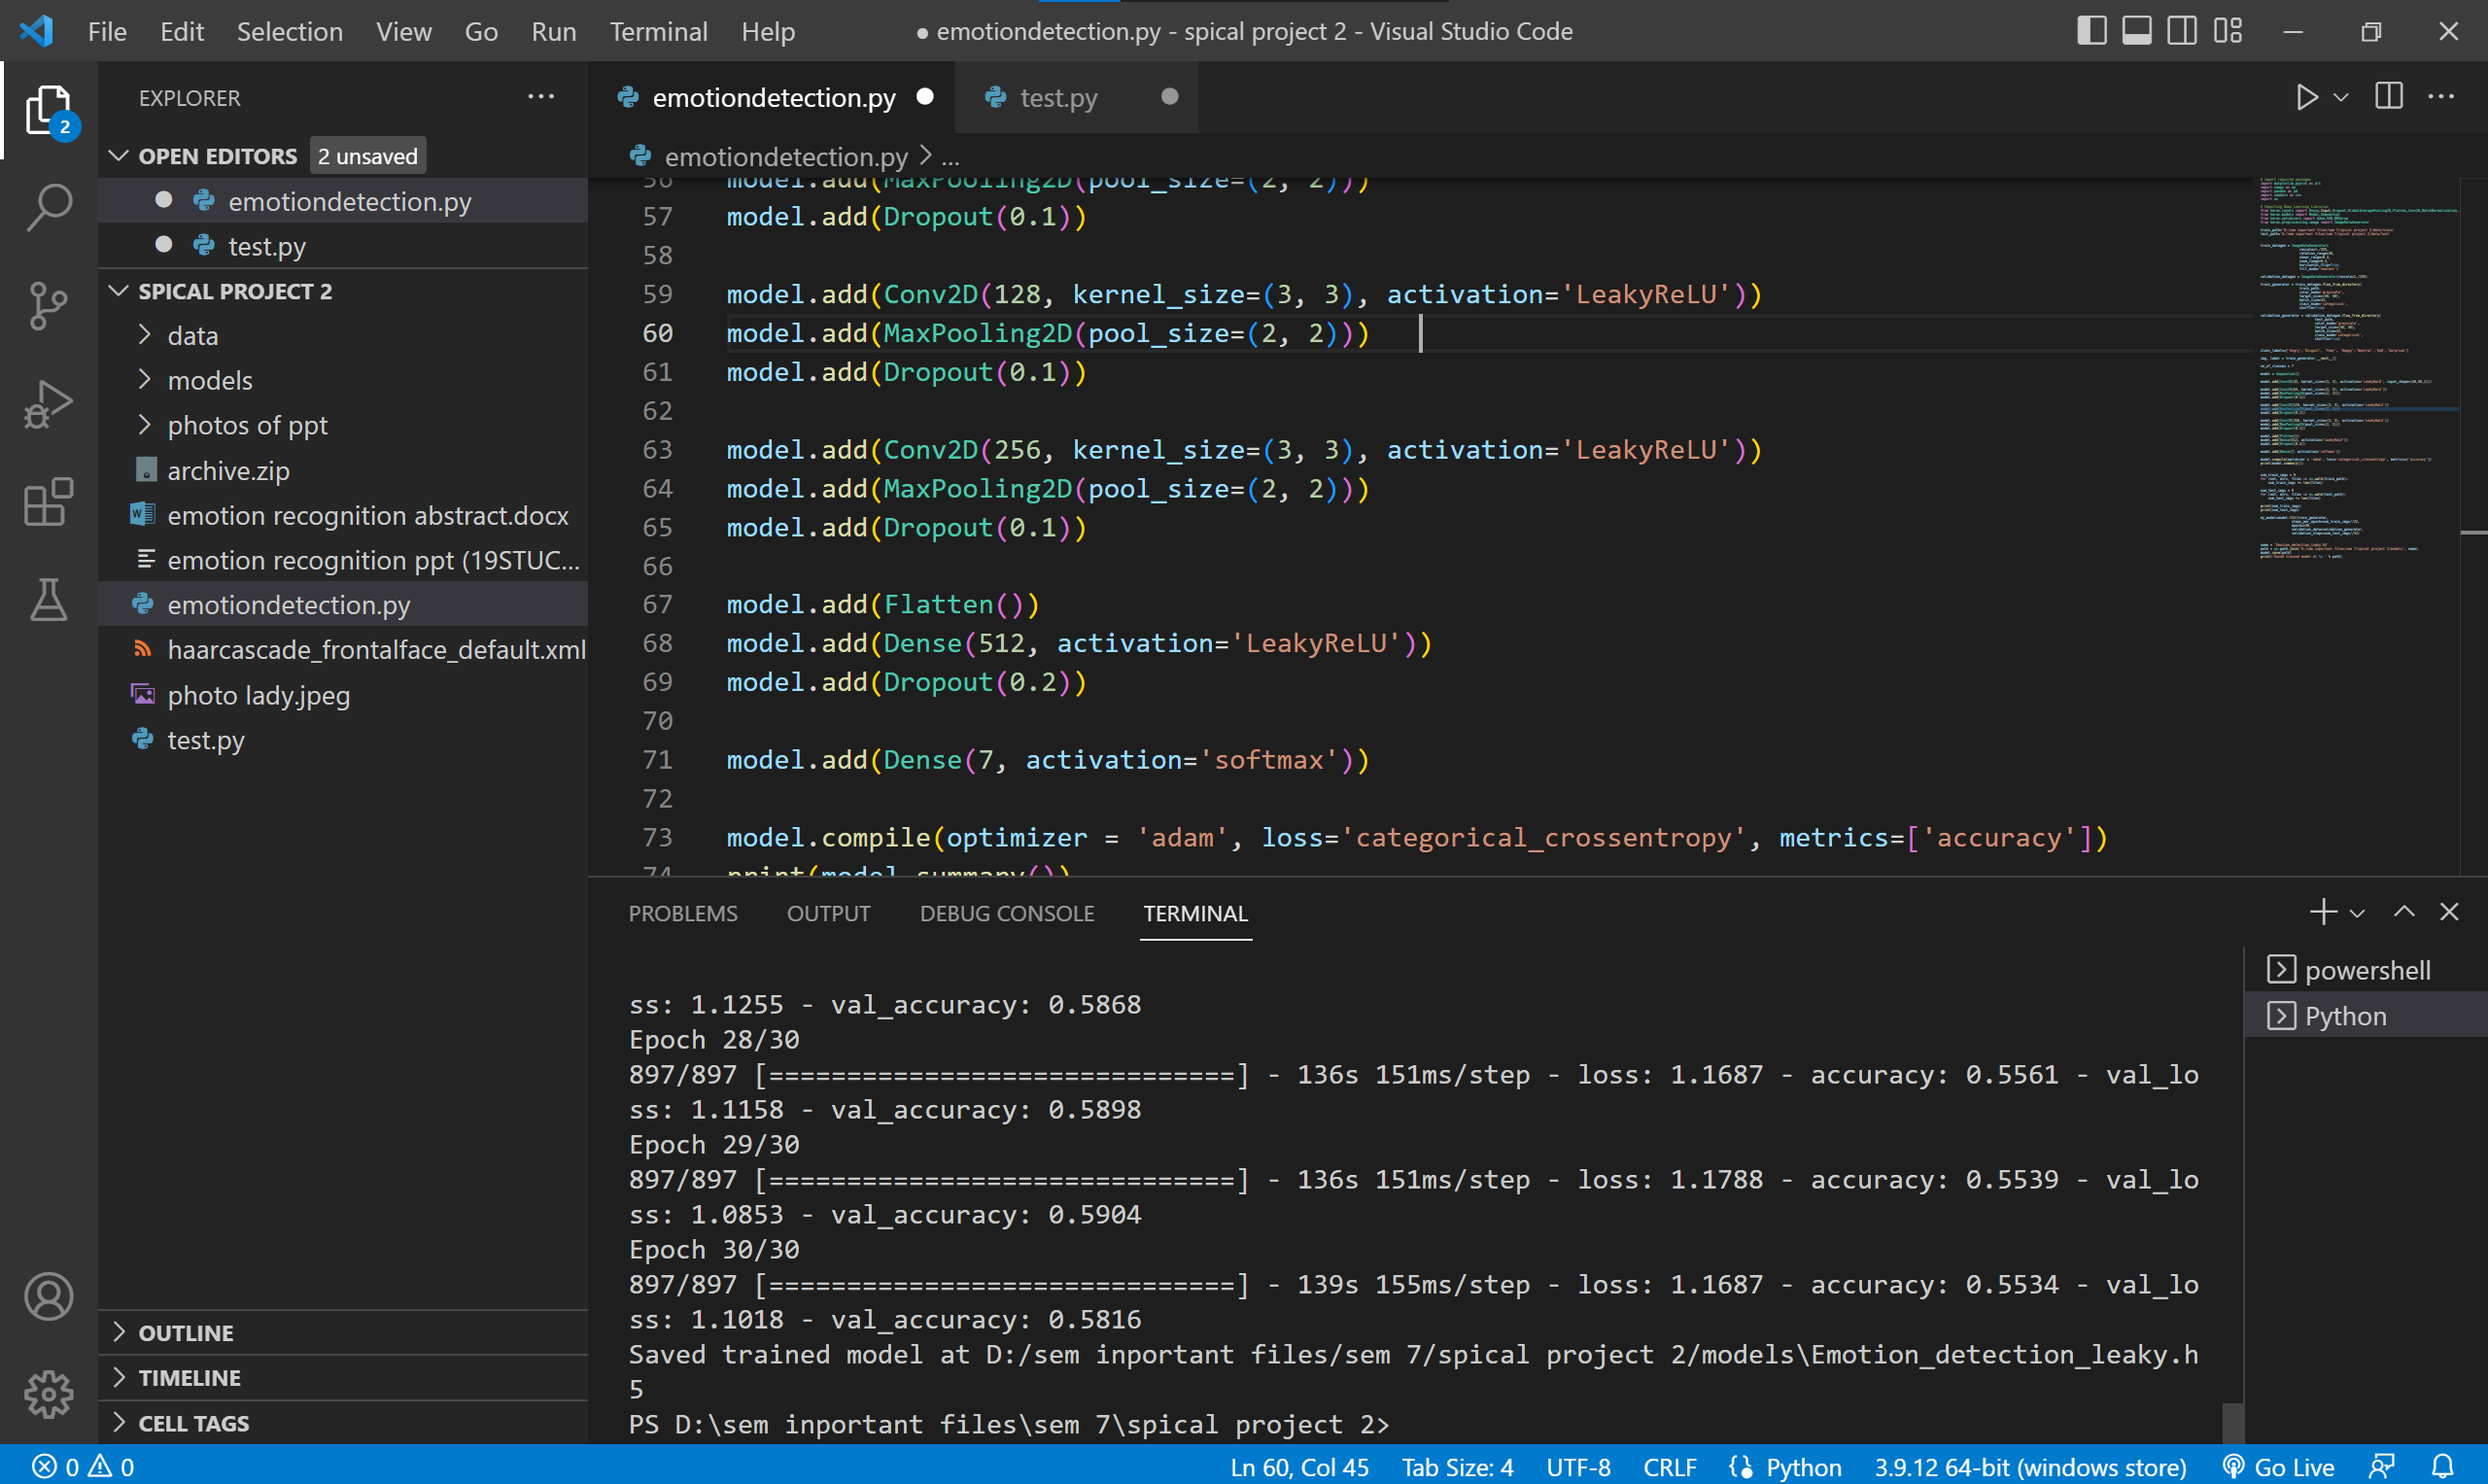 File Edit Selection View Go Run Terminal Help
● emotiondetection.py - spical project 2 - Visual Studio Code
EXPLORER
2
OPEN EDITORS 2 unsaved
emotiondetection.py
test.py
SPICAL PROJECT 2
data
models
photos of ppt
archive.zip
emotion recognition abstract.docx
emotion recognition ppt (19STUC...
emotiondetection.py
haarcascade_frontalface_default.xml
photo lady.jpeg
test.py
OUTLINE
TIMELINE
CELL TAGS
emotiondetection.py test.py
emotiondetection.py > ...
56 model.add(MaxPooling2D(pool_size=(2, 2)))
57 model.add(Dropout(0.1))
58
59 model.add(Conv2D(128, kernel_size=(3, 3), activation='LeakyReLU'))
60 model.add(MaxPooling2D(pool_size=(2, 2)))
61 model.add(Dropout(0.1))
62
63 model.add(Conv2D(256, kernel_size=(3, 3), activation='LeakyReLU'))
64 model.add(MaxPooling2D(pool_size=(2, 2)))
65 model.add(Dropout(0.1))
66
67 model.add(Flatten())
68 model.add(Dense(512, activation='LeakyReLU'))
69 model.add(Dropout(0.2))
70
71 model.add(Dense(7, activation='softmax'))
72
73 model.compile(optimizer = 'adam', loss='categorical_crossentropy', metrics=['accuracy'])
74 print(model.summary())
PROBLEMS OUTPUT DEBUG CONSOLE TERMINAL
ss: 1.1255 - val_accuracy: 0.5868
Epoch 28/30
897/897 [==============================] - 136s 151ms/step - loss: 1.1687 - accuracy: 0.5561 - val_lo
ss: 1.1158 - val_accuracy: 0.5898
Epoch 29/30
897/897 [==============================] - 136s 151ms/step - loss: 1.1788 - accuracy: 0.5539 - val_lo
ss: 1.0853 - val_accuracy: 0.5904
Epoch 30/30
897/897 [==============================] - 139s 155ms/step - loss: 1.1687 - accuracy: 0.5534 - val_lo
ss: 1.1018 - val_accuracy: 0.5816
Saved trained model at D:/sem inportant files/sem 7/spical project 2/models\Emotion_detection_leaky.h
5
PS D:\sem inportant files\sem 7\spical project 2>
powershell
Python
0 0 Ln 60, Col 45 Tab Size: 4 UTF-8 CRLF Python 3.9.12 64-bit (windows store) Go Live